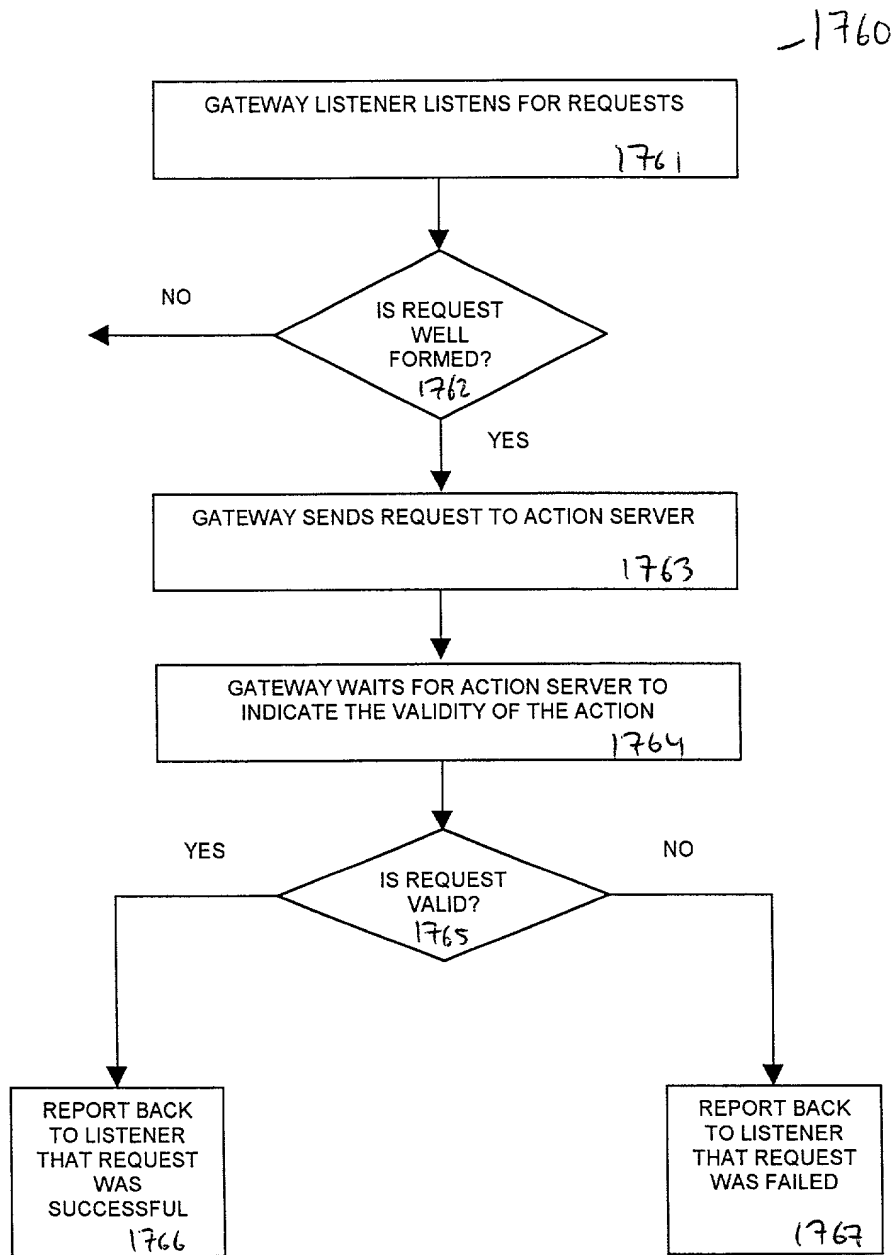 1760
GATEWAY LISTENER LISTENS FOR REQUESTS
1761
NO
IS REQUEST
WELL
FORMED?
1762
YES
GATEWAY SENDS REQUEST TO ACTION SERVER
1763
GATEWAY WAITS FOR ACTION SERVER TO
INDICATE THE VALIDITY OF THE ACTION
1764
YES
NO
IS REQUEST
VALID?
1765
REPORT BACK
TO LISTENER
THAT REQUEST
WAS
SUCCESSFUL
1766
REPORT BACK
TO LISTENER
THAT REQUEST
WAS FAILED
1767